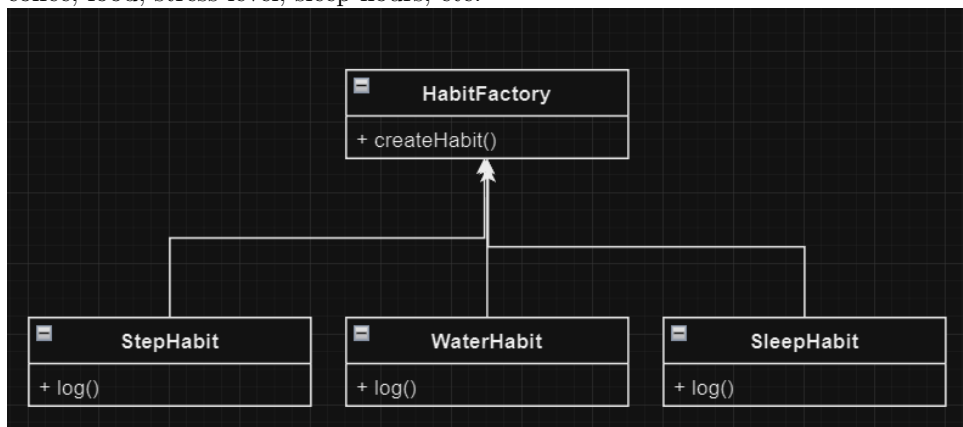 HabitFactory
+ createHabit()
StepHabit
WaterHabit
SleepHabit
+ log()
+ log()
+ log()